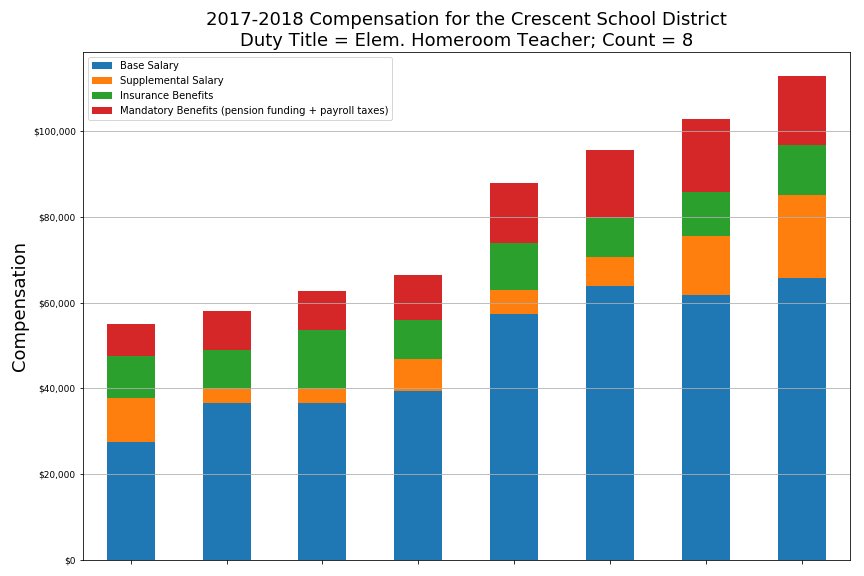 2017-2018 Compensation for the Crescent School District
Duty Title = Elem. Homeroom Teacher; Count = 8
Base Salary
Supplemental Salary
Insurance Benefits
Mandatory Benefits (pension funding + payroll taxes)
Compensation
$100,000
$80,000
$60,000
$40,000
$20,000
$0